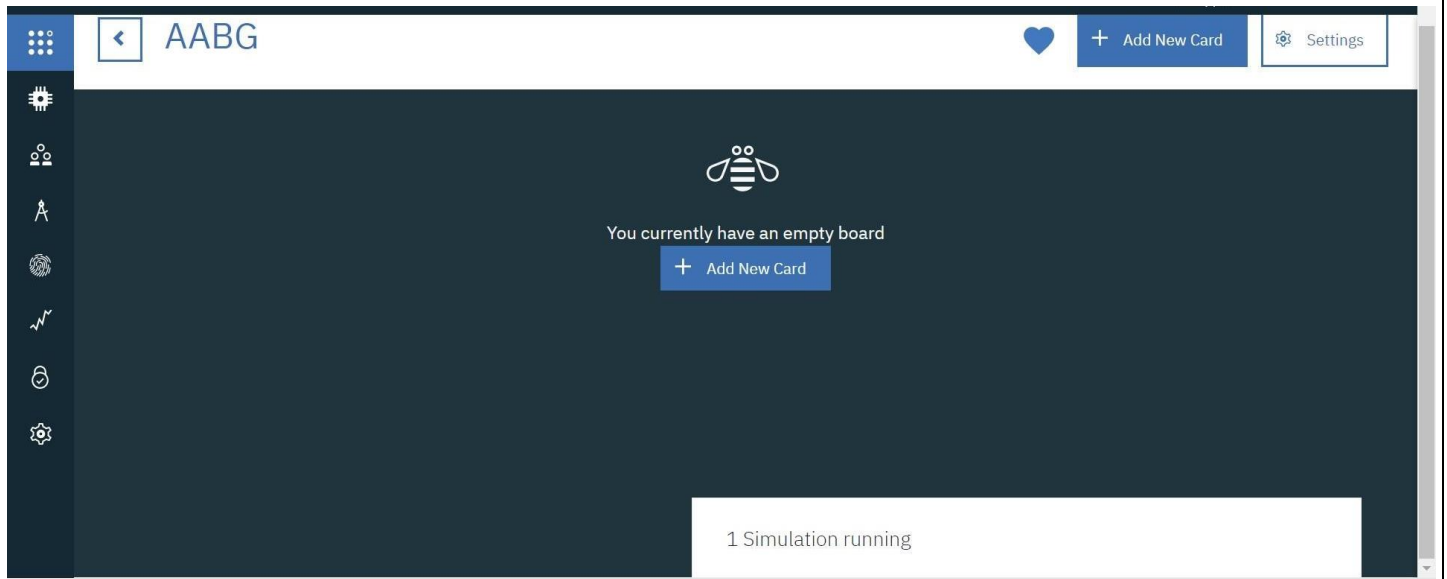 AABG
+ Add New Card
Settings
You currently have an empty board
+ Add New Card
1 Simulation running